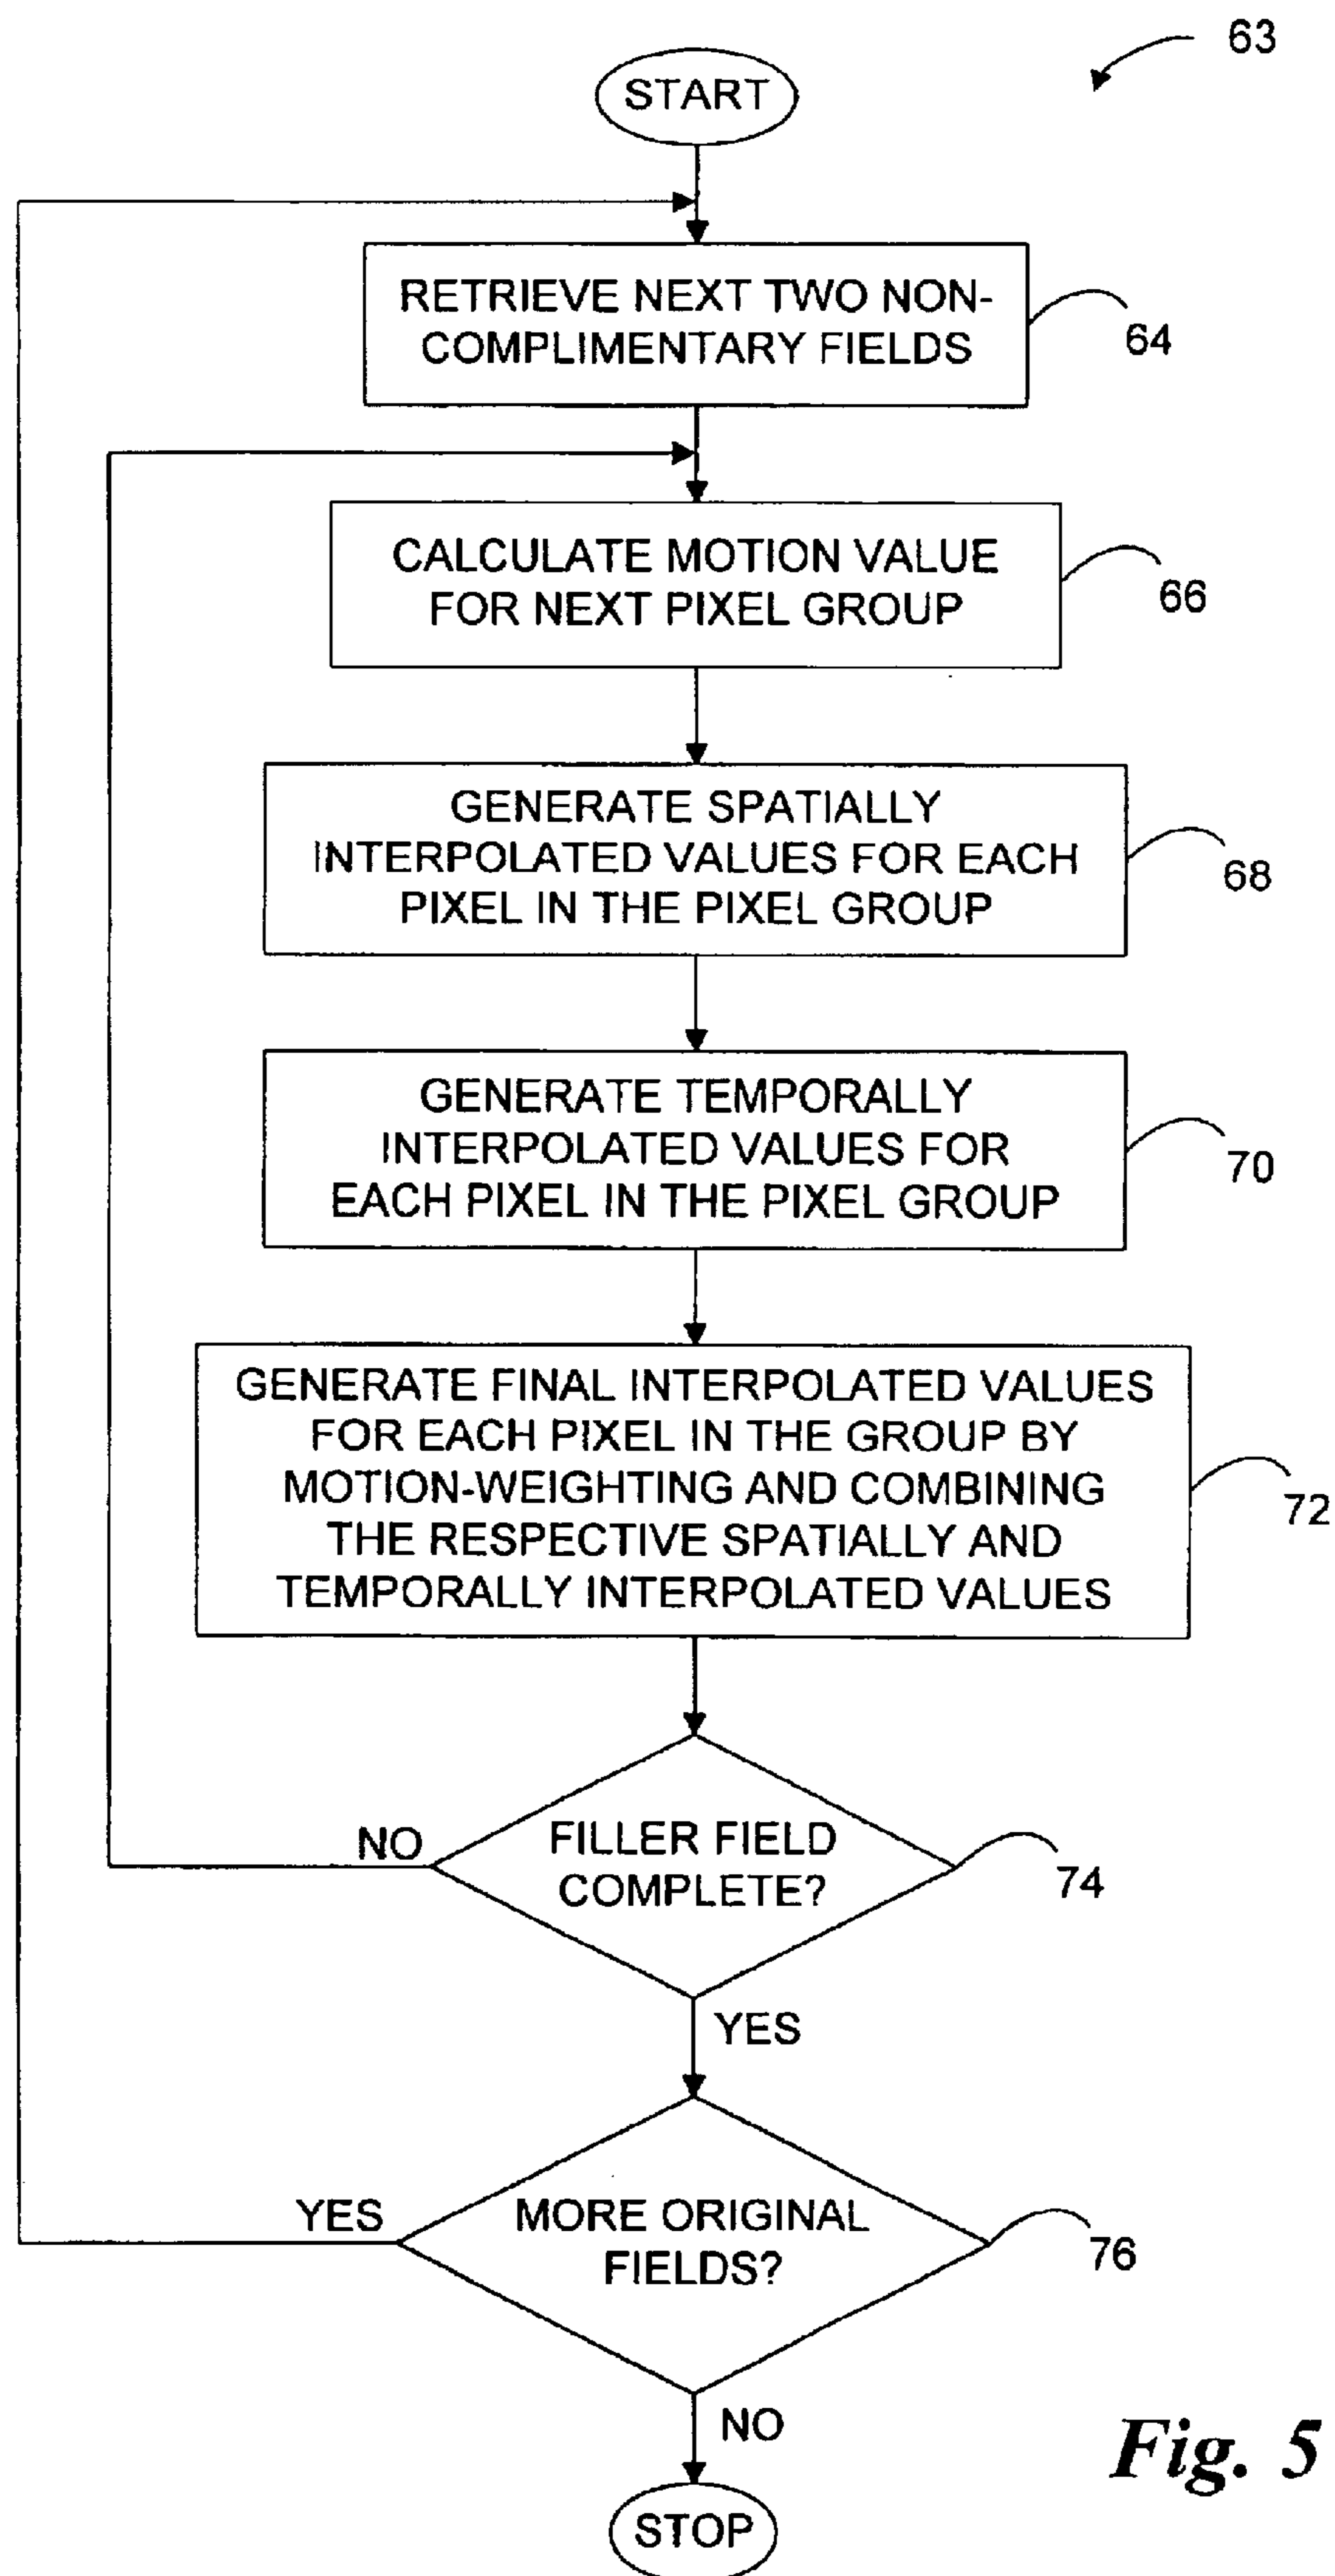 63
START
RETRIEVE NEXT TWO NON-
COMPLIMENTARY FIELDS
64
CALCULATE MOTION VALUE
FOR NEXT PIXEL GROUP
66
GENERATE SPATIALLY
INTERPOLATED VALUES FOR EACH
PIXEL IN THE PIXEL GROUP
68
GENERATE TEMPORALLY
INTERPOLATED VALUES FOR
EACH PIXEL IN THE PIXEL GROUP
70
GENERATE FINAL INTERPOLATED VALUES
FOR EACH PIXEL IN THE GROUP BY
MOTION-WEIGHTING AND COMBINING
THE RESPECTIVE SPATIALLY AND
TEMPORALLY INTERPOLATED VALUES
72
NO
FILLER FIELD
COMPLETE?
74
YES
YES
MORE ORIGINAL
FIELDS?
76
NO
Fig. 5
STOP